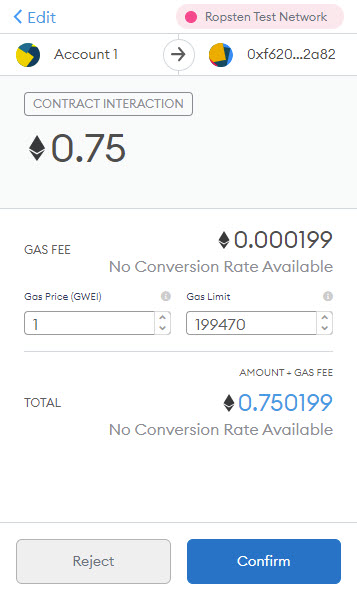 Edit
Ropsten Test Network
Account 1
0xf620...2a82
CONTRACT INTERACTION
0.75
GAS FEE
0.000199
No Conversion Rate Available
Gas Price (GWEI)
Gas Limit
1
199470
AMOUNT + GAS FEE
TOTAL
0.750199
No Conversion Rate Available
Reject
Confirm